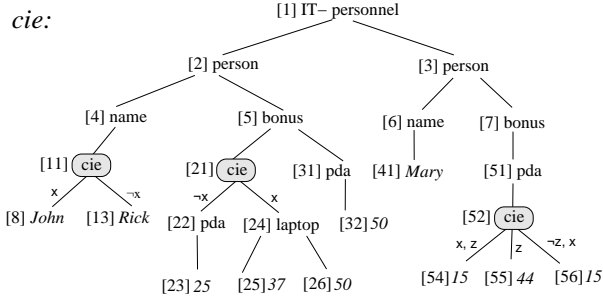 cie:
[1] IT– personnel
[2] person
[3] person
[4] name
[5] bonus
[6] name
[7] bonus
[11] cie
[21] cie
[31] pda
[41] Mary
[51] pda
x
¬x
¬x
x
[52] cie
[8] John
[13] Rick
[22] pda
[24] laptop
[32] 50
x, z
z
¬z, x
[23] 25
[25] 37
[26] 50
[54] 15
[55] 44
[56] 15